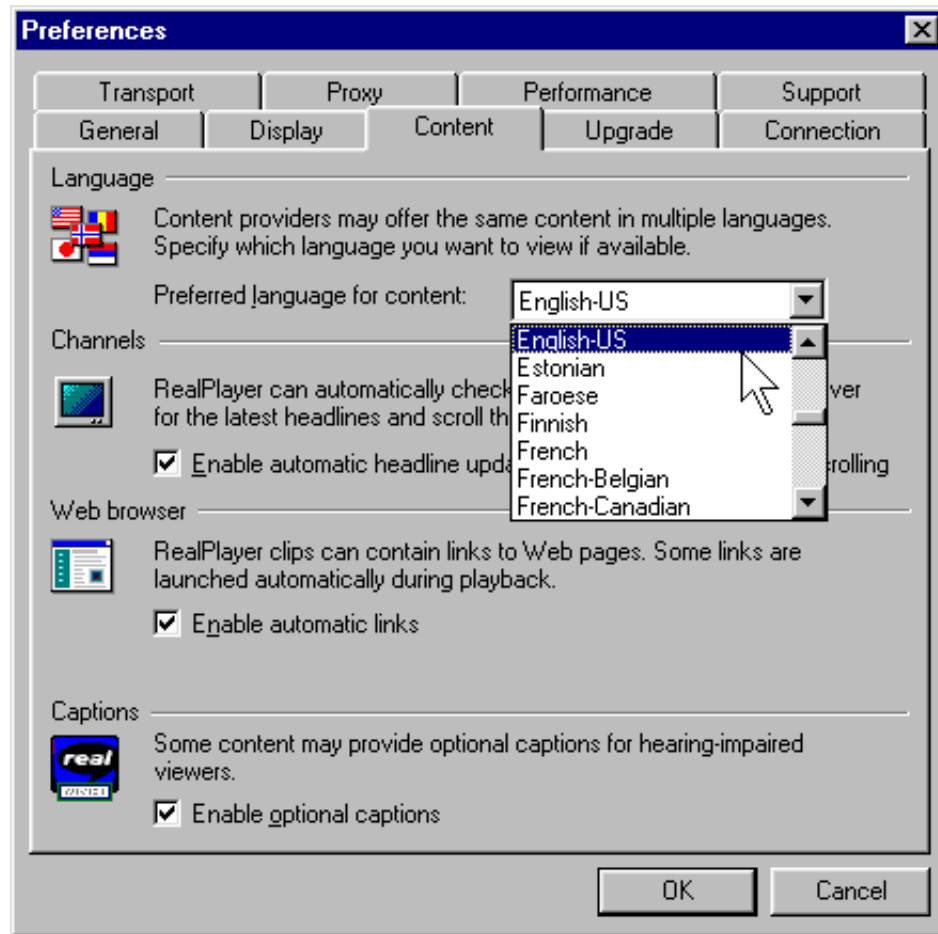 Preferences
Transport Proxy Performance Support
General Display Content Upgrade Connection
Language
Content providers may offer the same content in multiple languages.
Specify which language you want to view if available.
Preferred language for content: English-US
English-US
Channels
Estonian
RealPlayer can automatically check ver
Faroese
for the latest headlines and scroll th
Finnish
French
Enable automatic headline upda rolling
French-Belgian
French-Canadian
Web browser
RealPlayer clips can contain links to Web pages. Some links are
launched automatically during playback.
Enable automatic links
Captions
real
Some content may provide optional captions for hearing-impaired
viewers.
Enable optional captions
OK Cancel